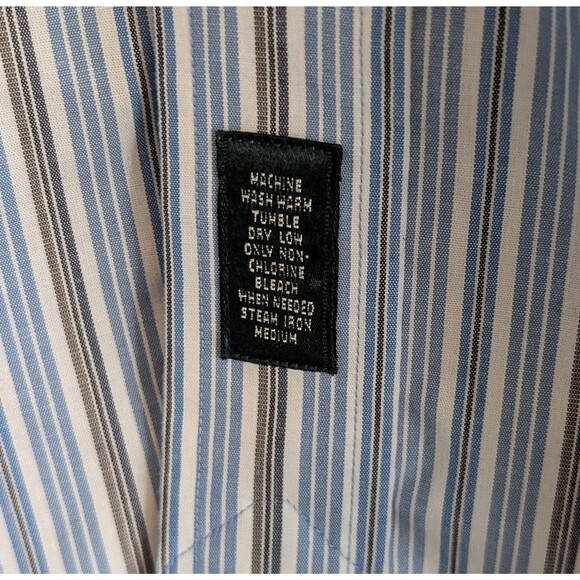 MACHINE
WASH WARM
TUMBLE
DRY LOW
ONLY NON-
CHLORINE
BLEACH
WHEN NEEDED
STEAM IRON
MEDIUM